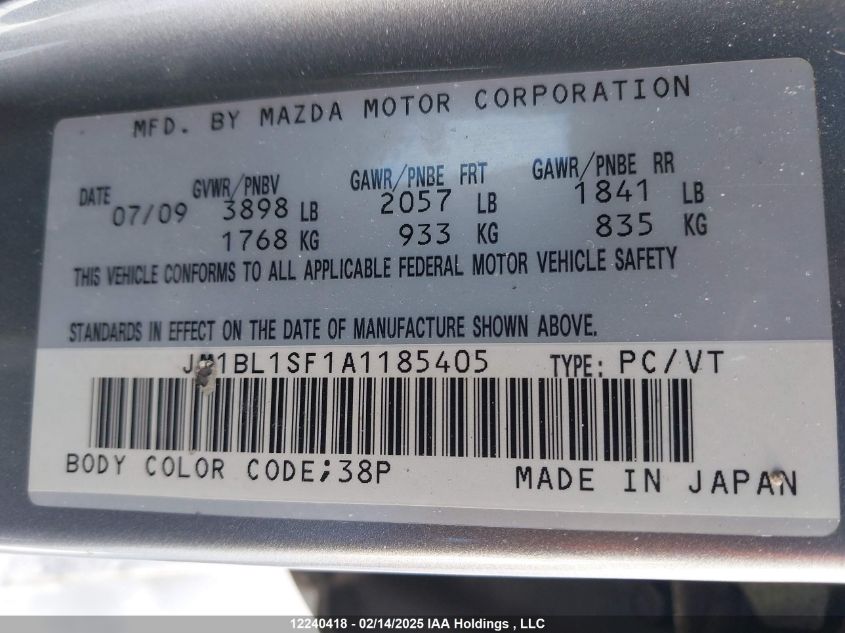 MFD. BY MAZDA MOTOR CORPORATION
DATE GVWR/PNBV GAWR/PNBE FRT GAWR/PNBE RR
07/09 3898 LB 2057 LB 1841 LB
1768 KG 933 KG 835 KG
THIS VEHICLE CONFORMS TO ALL APPLICABLE FEDERAL MOTOR VEHICLE SAFETY
STANDARDS IN EFFECT ON THE DATE OF MANUFACTURE SHOWN ABOVE.
JM1BL1SF1A1185405 TYPE: PC/VT
BODY COLOR CODE;38P MADE IN JAPAN
12240418 - 02/14/2025 IAA Holdings , LLC